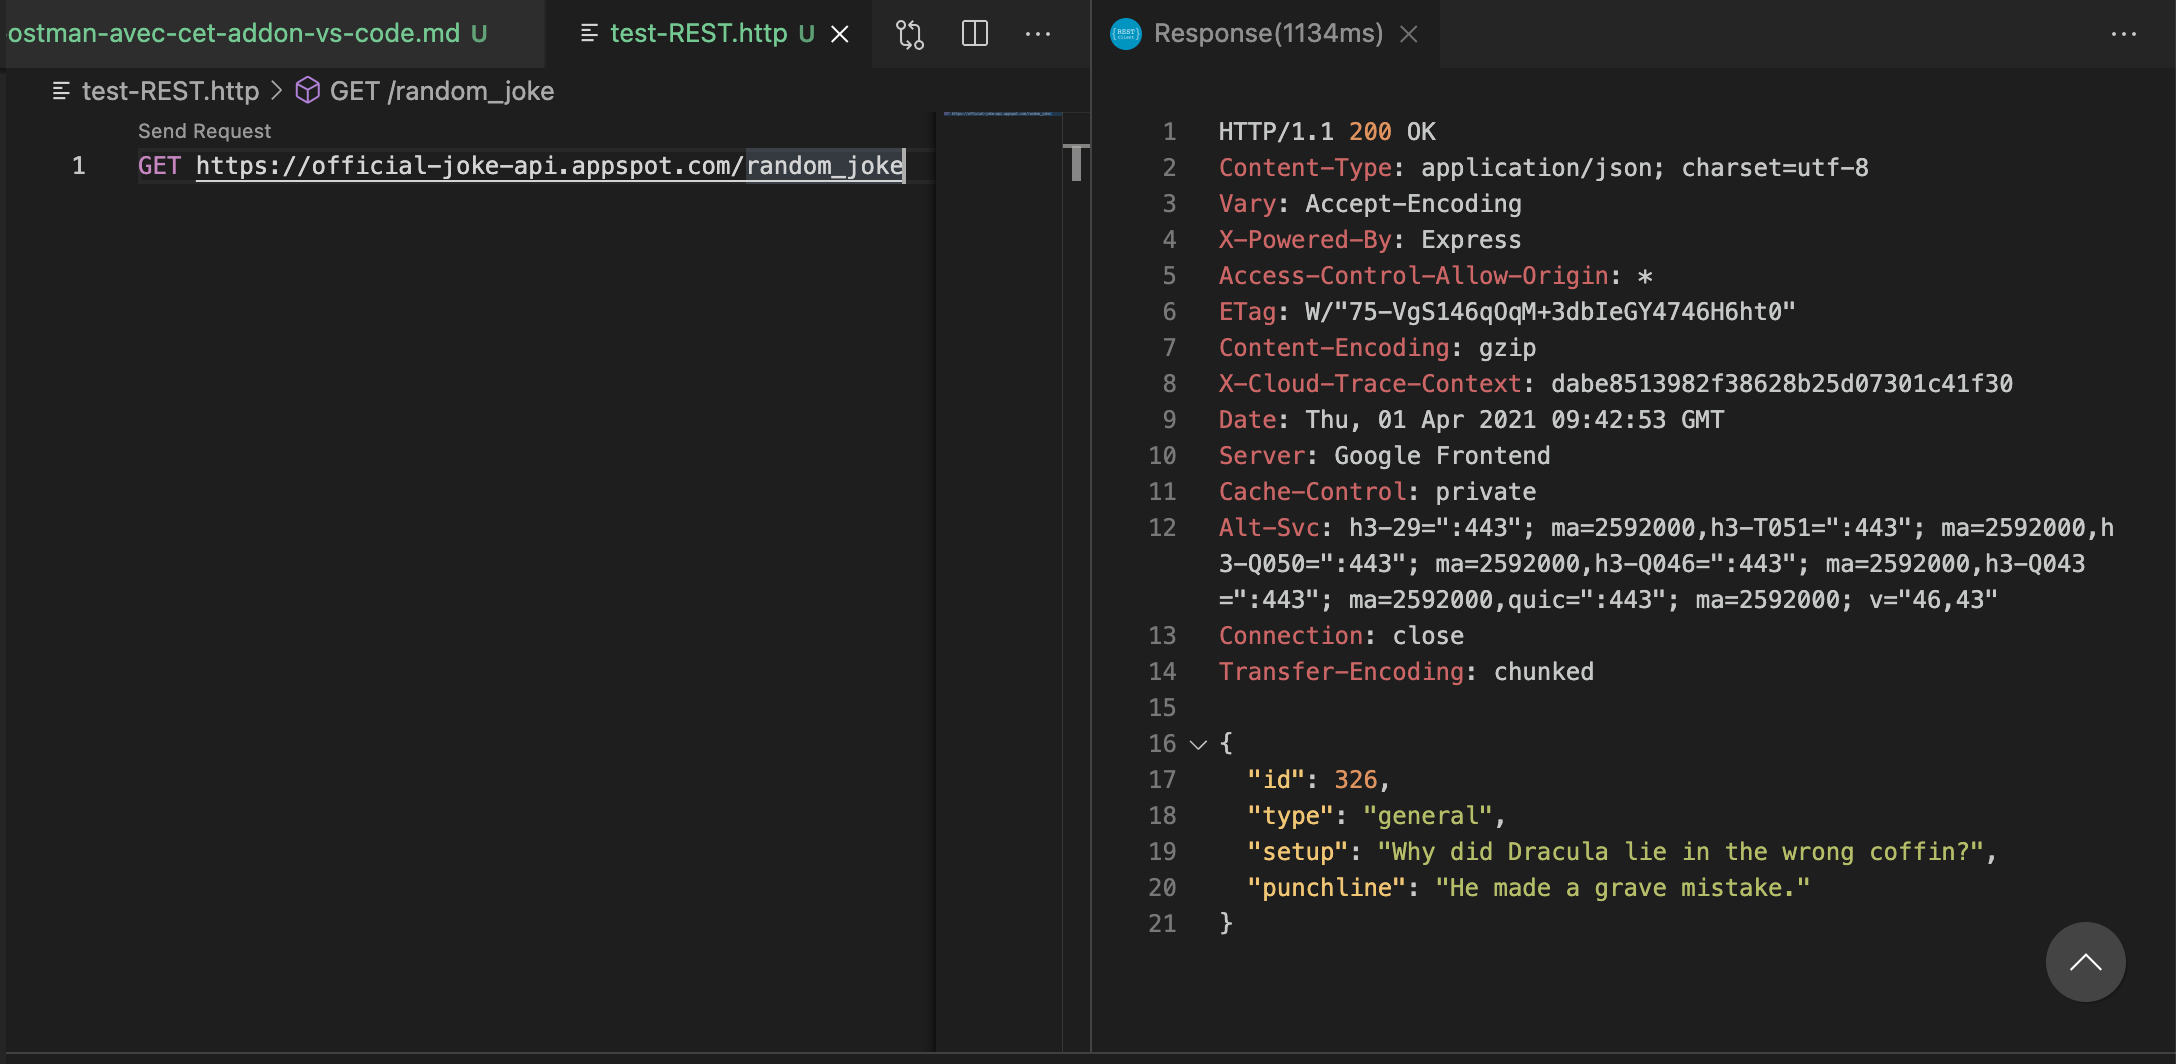 ostman-avec-cet-addon-vs-code.md U
test-REST.http U
Response(1134ms)
test-REST.http > GET /random_joke
Send Request
1 GET https://official-joke-api.appspot.com/random_joke
1 HTTP/1.1 200 OK
2 Content-Type: application/json; charset=utf-8
3 Vary: Accept-Encoding
4 X-Powered-By: Express
5 Access-Control-Allow-Origin: *
6 ETag: W/"75-VgS146qOqM+3dbIeGY4746H6ht0"
7 Content-Encoding: gzip
8 X-Cloud-Trace-Context: dabe8513982f38628b25d07301c41f30
9 Date: Thu, 01 Apr 2021 09:42:53 GMT
10 Server: Google Frontend
11 Cache-Control: private
12 Alt-Svc: h3-29=":443"; ma=2592000,h3-T051=":443"; ma=2592000,h
3-Q050=":443"; ma=2592000,h3-Q046=":443"; ma=2592000,h3-Q043
=":443"; ma=2592000,quic=":443"; ma=2592000; v="46,43"
13 Connection: close
14 Transfer-Encoding: chunked
15
16 {
17 "id": 326,
18 "type": "general",
19 "setup": "Why did Dracula lie in the wrong coffin?",
20 "punchline": "He made a grave mistake."
21 }